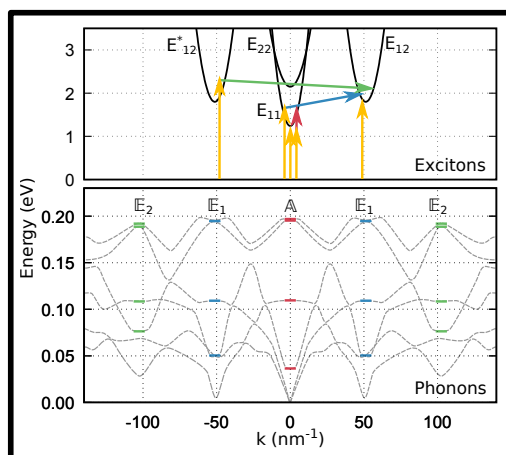 E*12 E22 E12
E11
3
2
1
0
Excitons
𝔼2 𝔼1 𝔸 𝔼1 𝔼2
0.20
0.15
0.10
0.05
0.00
Phonons
Energy (eV)
-100 -50 0 50 100
k (nm-1)